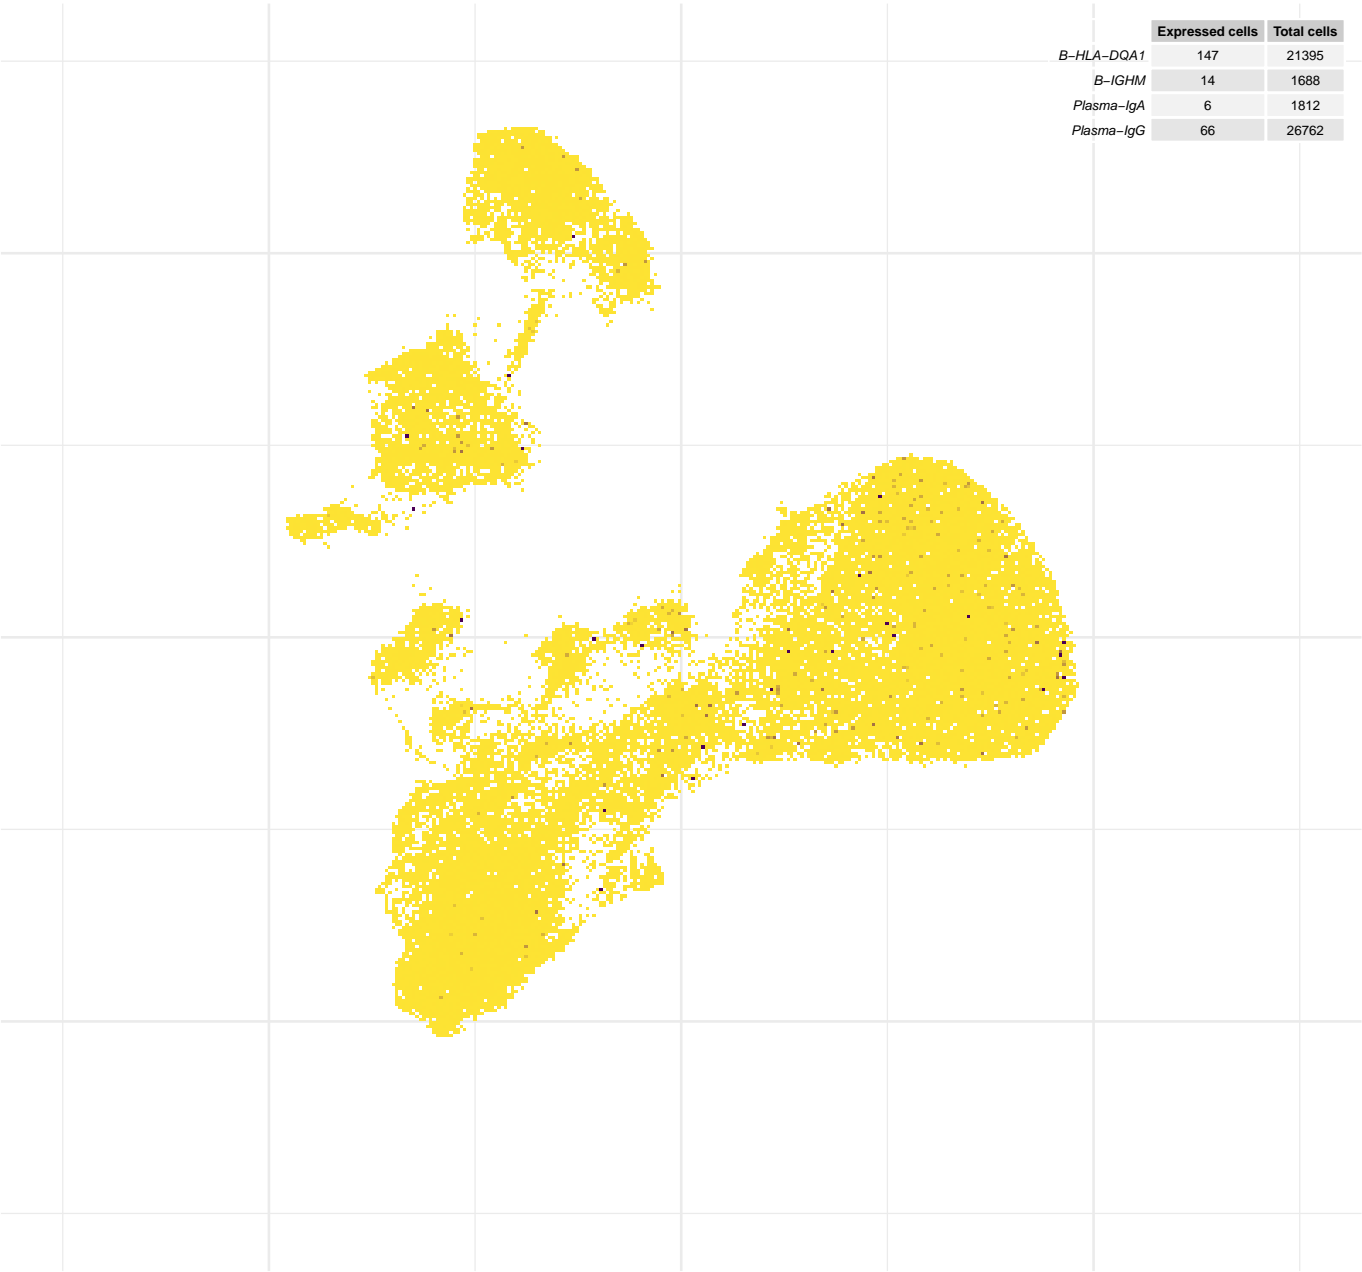 Expressed cells Total cells
B−HLA−DQA1 147 21395
B−IGHM 14 1688
Plasma−IgA 6 1812
Plasma−IgG 66 26762